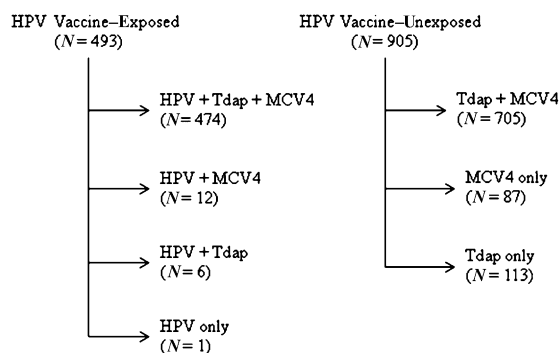 HPV Vaccine–Exposed
(N = 493)
HPV + Tdap + MCV4
(N = 474)
HPV + MCV4
(N = 12)
HPV + Tdap
(N = 6)
HPV only
(N = 1)
HPV Vaccine–Unexposed
(N = 905)
Tdap + MCV4
(N = 705)
MCV4 only
(N = 87)
Tdap only
(N = 113)